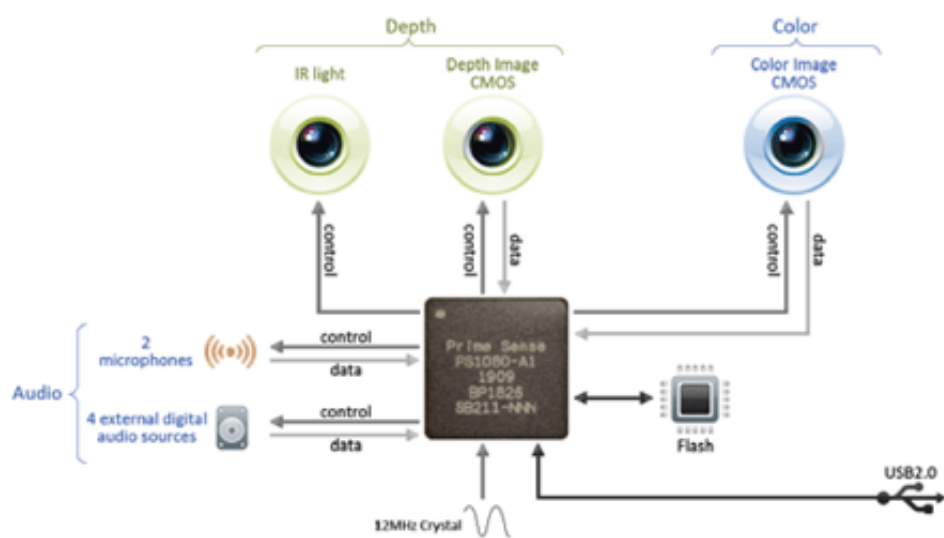 Depth
Color
IR light
Depth Image
CMOS
Color Image
CMOS
control
control
data
control
data
Prime Sense
PS1080-A1
1909
BP1826
SB211-NNN
2
microphones
control
data
Audio
4 external digital
audio sources
control
data
Flash
USB2.0
12MHz Crystal